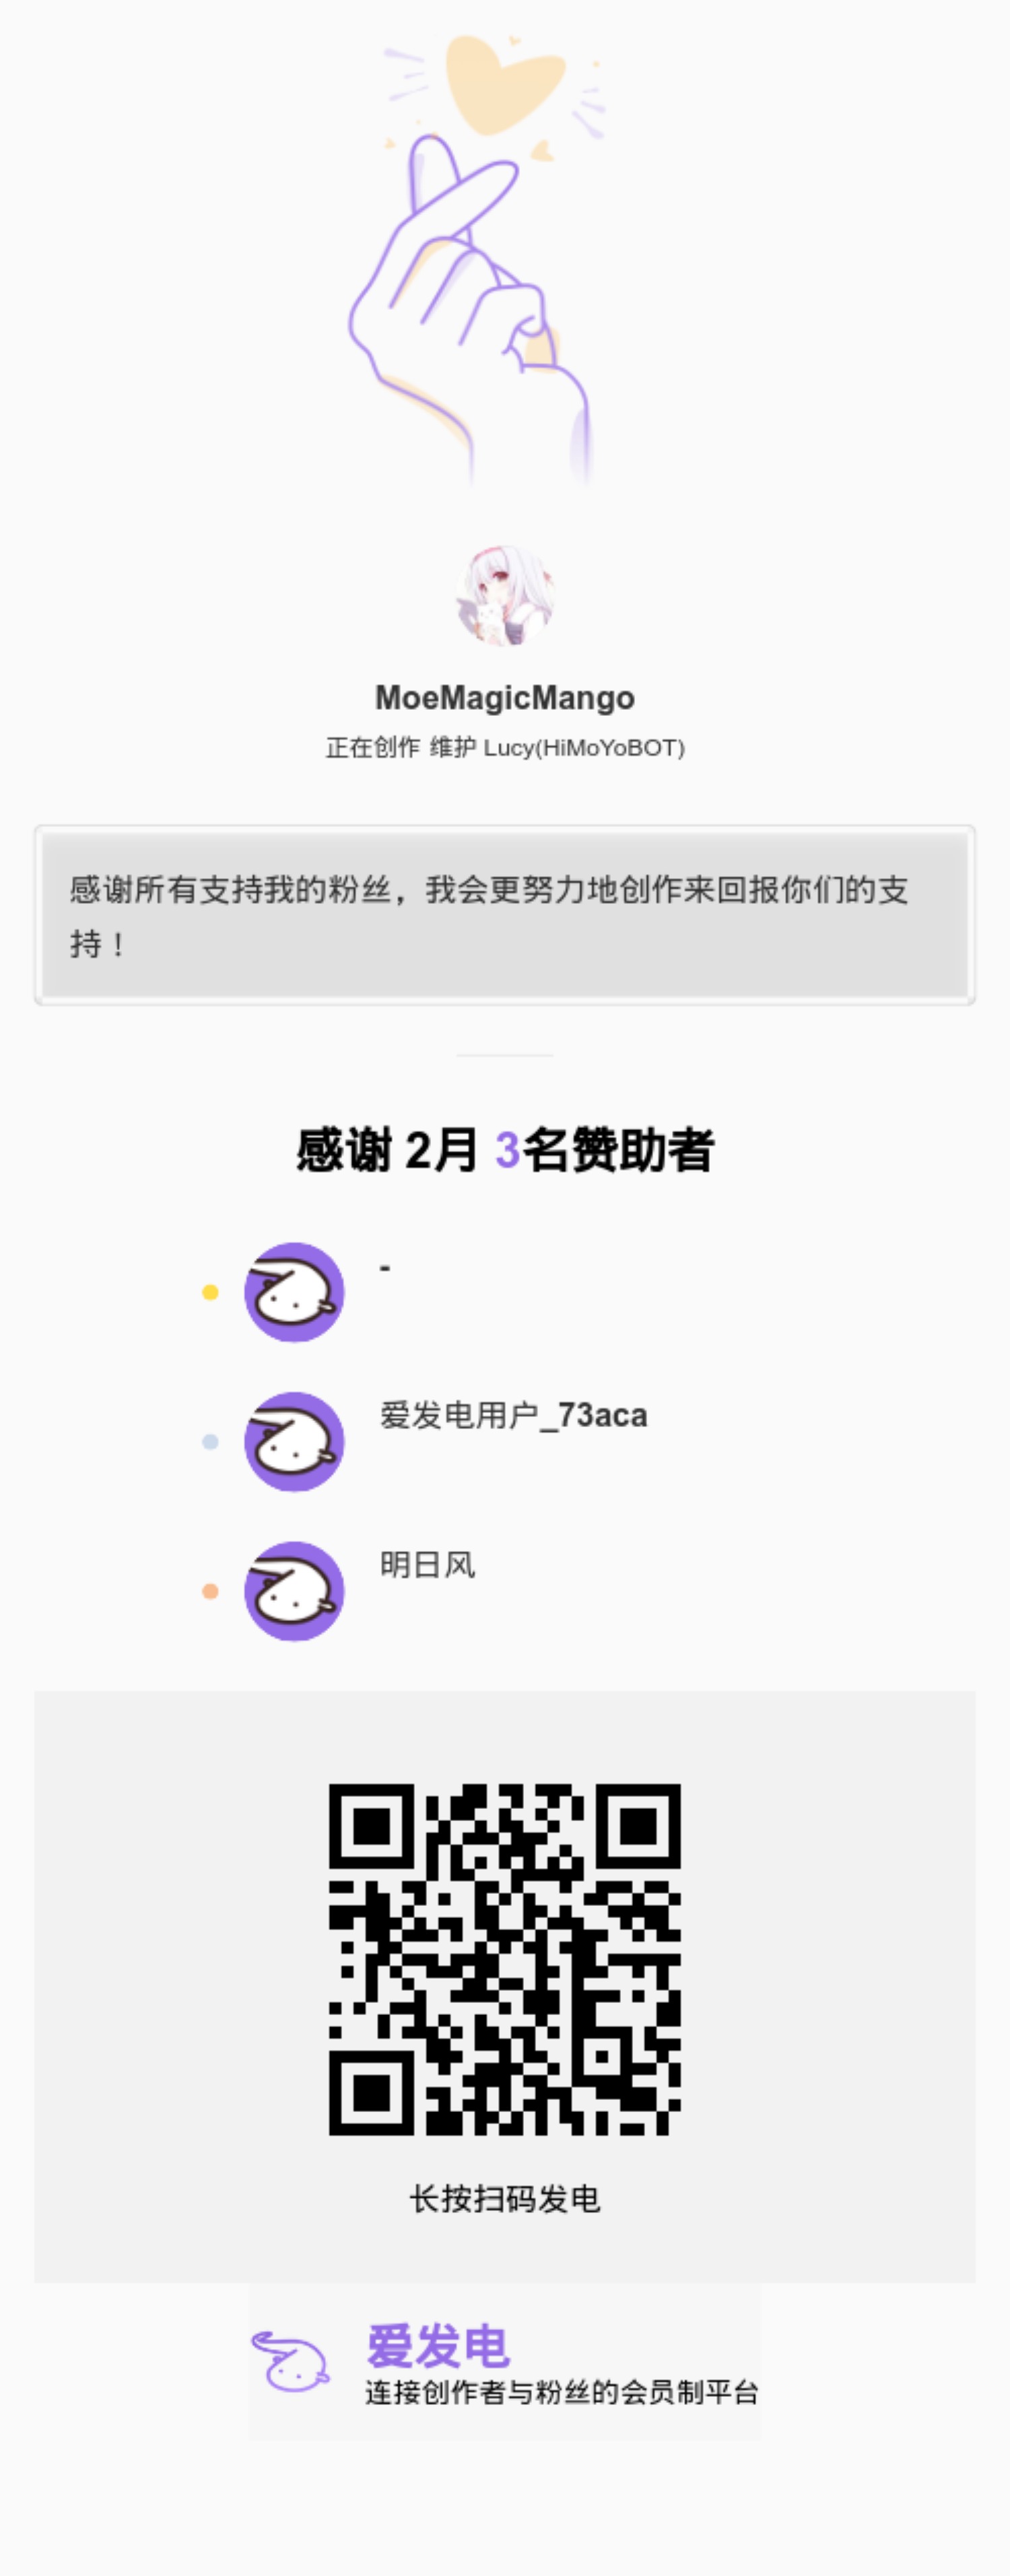 MoeMagicMango
正在创作 维护 Lucy(HiMoYoBOT)
感谢所有支持我的粉丝，我会更努力地创作来回报你们的支
持！
感谢 2月 3名赞助者
-
爱发电用户_73aca
明日风
长按扫码发电
爱发电
连接创作者与粉丝的会员制平台